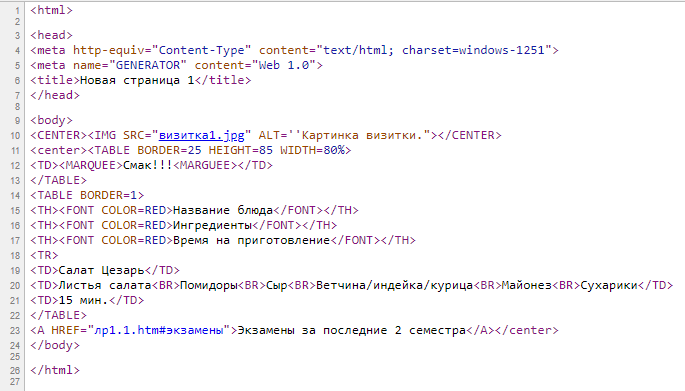 1 <html>
2
3 <head>
4 <meta http-equiv="Content-Type" content="text/html; charset=windows-1251">
5 <meta name="GENERATOR" content="Web 1.0">
6 <title>Новая страница 1</title>
7 </head>
8
9 <body>
10 <CENTER><IMG SRC="визитка1.jpg" ALT=''Картинка визитки."></CENTER>
11 <center><TABLE BORDER=25 HEIGHT=85 WIDTH=80%>
12 <TD><MARQUEE>Смак!!!<MARGUEE></TD>
13 </TABLE>
14 <TABLE BORDER=1>
15 <TH><FONT COLOR=RED>Название блюда</FONT></TH>
16 <TH><FONT COLOR=RED>Ингредиенты</FONT></TH>
17 <TH><FONT COLOR=RED>Время на приготовление</FONT></TH>
18 <TR>
19 <TD>Салат Цезарь</TD>
20 <TD>Листья салата<BR>Помидоры<BR>Сыр<BR>Ветчина/индейка/курица<BR>Майонез<BR>Сухарики</TD>
21 <TD>15 мин.</TD>
22 </TABLE>
23 <A HREF="лр1.1.htm#экзамены">Экзамены за последние 2 семестра</A></center>
24 </body>
25
26 </html>
27